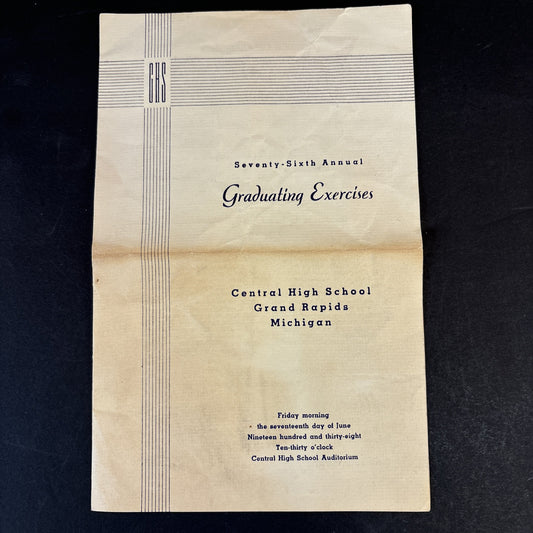 CHS
Seventy-Sixth Annual
Graduating Exercises
Central High School
Grand Rapids
Michigan
Friday morning
the seventeenth day of June
Nineteen hundred and thirty-eight
Ten-thirty o'clock
Central High School Auditorium